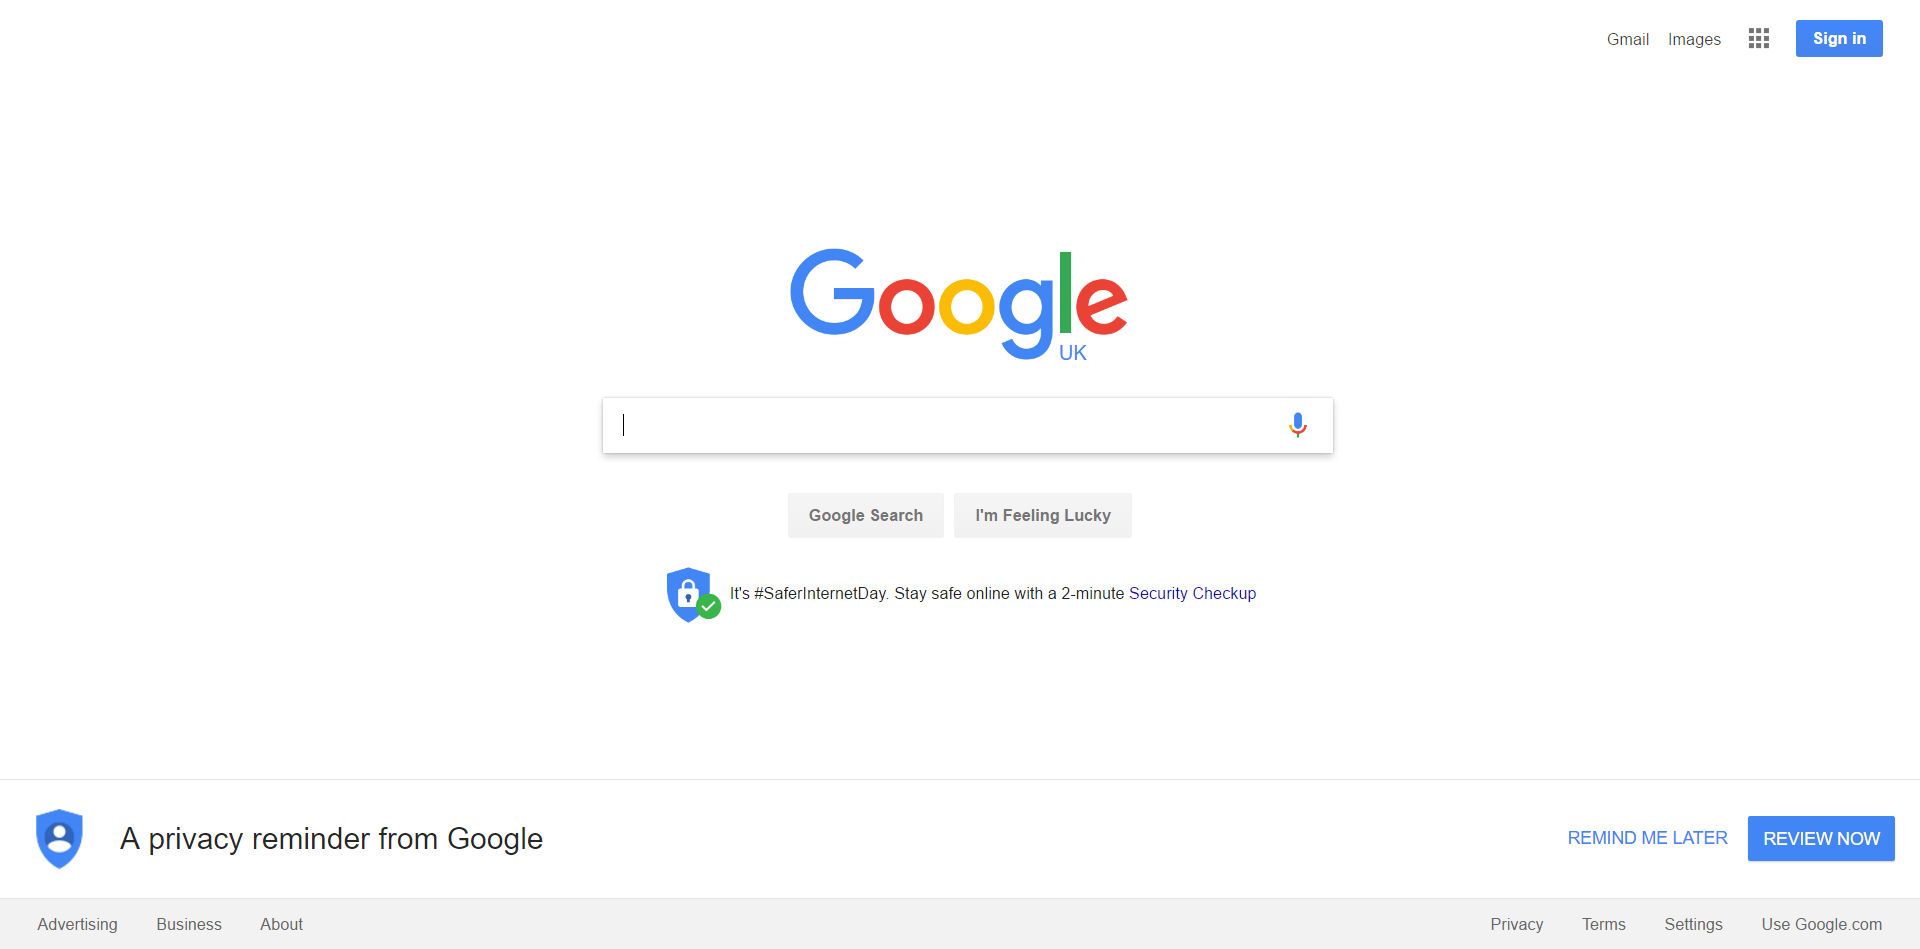 Gmail Images Sign in
Google
UK
Google Search I'm Feeling Lucky
It's #SaferInternetDay. Stay safe online with a 2-minute Security Checkup
A privacy reminder from Google REMIND ME LATER REVIEW NOW
Advertising Business About Privacy Terms Settings Use Google.com